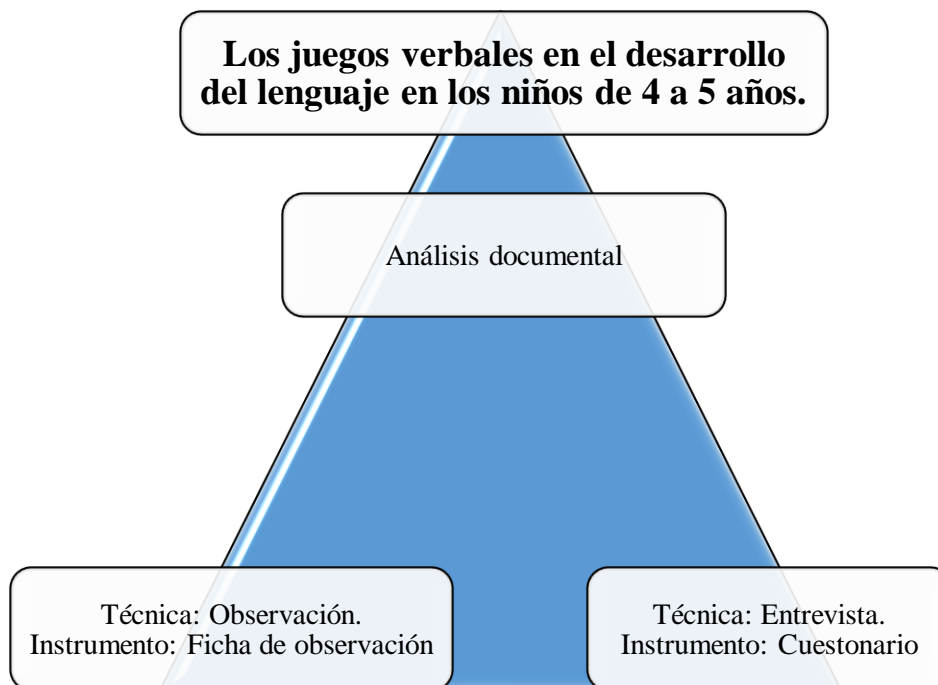 Los juegos verbales en el desarrollo
del lenguaje en los niños de 4 a 5 años.
Análisis documental
Técnica: Observación.
Instrumento: Ficha de observación
Técnica: Entrevista.
Instrumento: Cuestonario